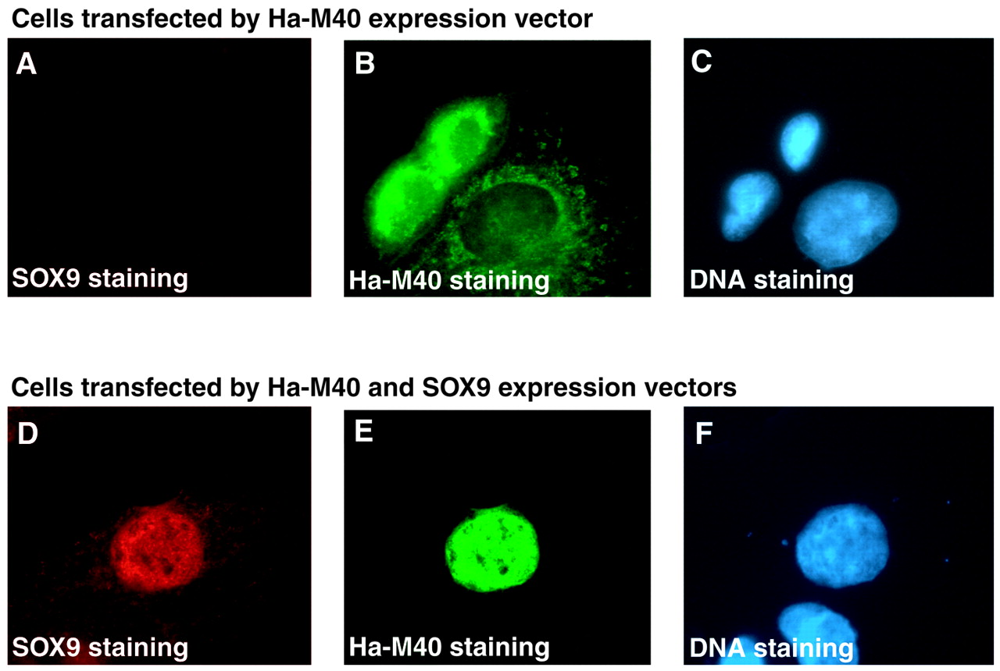 Cells transfected by Ha-M40 expression vector
A
B
C
SOX9 staining
Ha-M40 staining
DNA staining
Cells transfected by Ha-M40 and SOX9 expression vectors
D
E
F
SOX9 staining
Ha-M40 staining
DNA staining